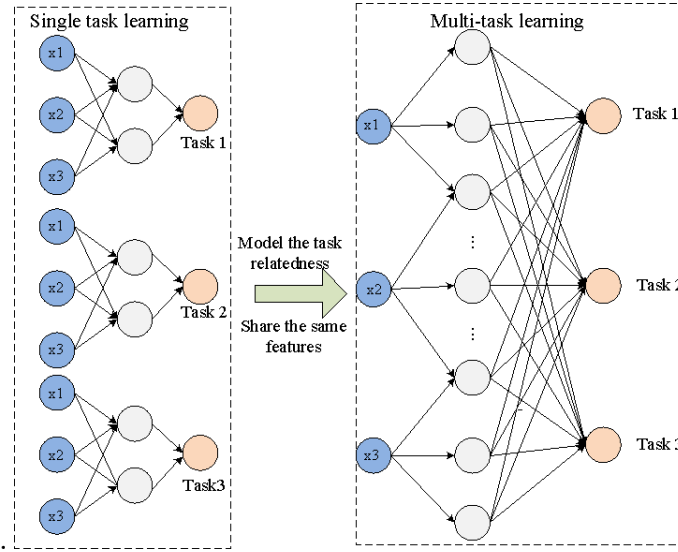 Single task learning
x1
x2
x3
Task 1
x1
x2
x3
Task 2
x1
x2
x3
Task3
Model the task
relatedness
Share the same
features
Multi-task learning
x1
x2
x3
...
...
Task 1
Task 2
Task 3